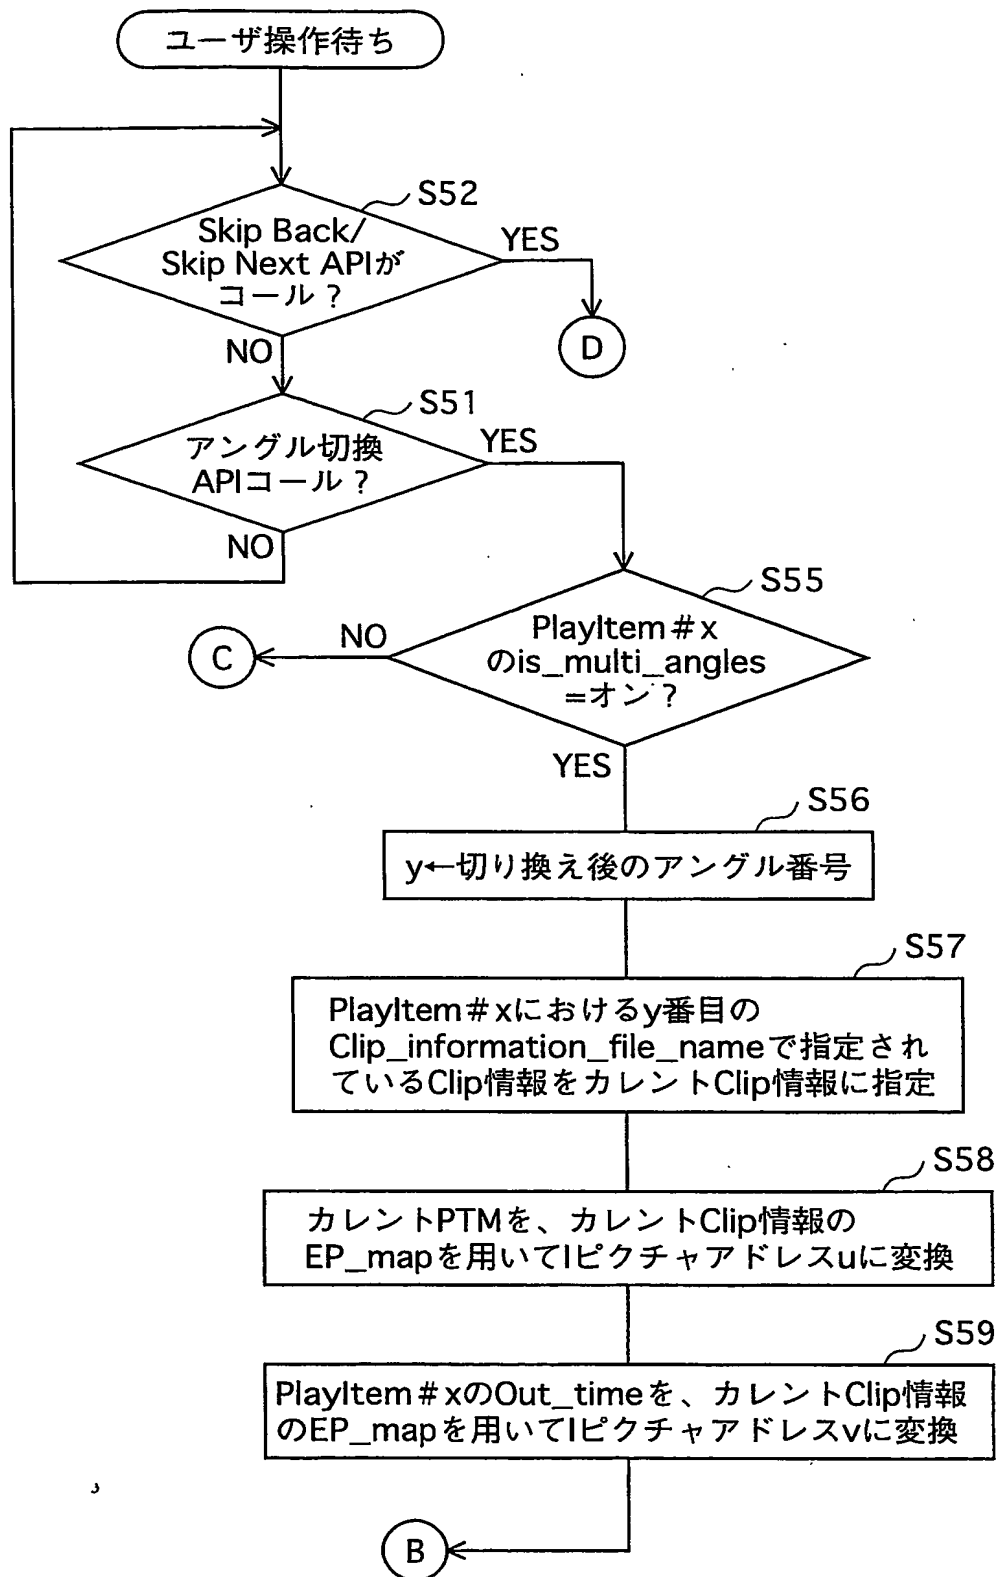 ユーザ操作待ち
S52
Skip Back/
Skip Next APIが
コール？
YES
D
NO
S51
アングル切換
APIコール？
YES
NO
S55
PlayItem＃x
のis_multi_angles
=オン？
NO
C
YES
S56
y←切り換え後のアングル番号
S57
PlayItem＃xにおけるy番目の
Clip_information_file_nameで指定され
ているClip情報をカレントClip情報に指定
S58
カレントPTMを、カレントClip情報の
EP_mapを用いてIピクチャアドレスuに変換
S59
PlayItem＃xのOut_timeを、カレントClip情報
のEP_mapを用いてIピクチャアドレスvに変換
B